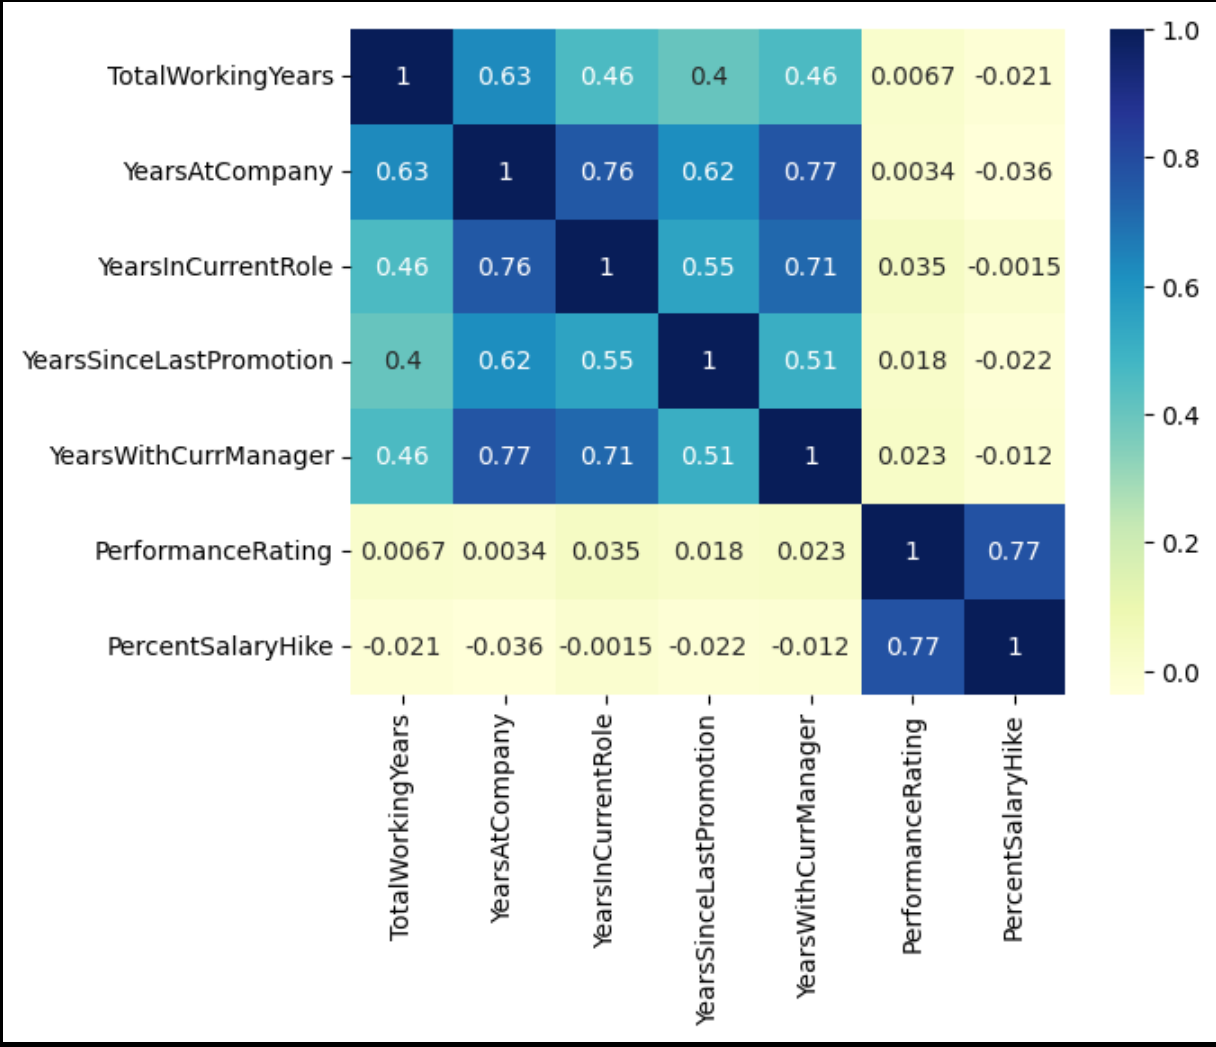 TotalWorkingYears 1 0.63 0.46 0.4 0.46 0.0067 -0.021
YearsAtCompany 0.63 1 0.76 0.62 0.77 0.0034 -0.036
YearsInCurrentRole 0.46 0.76 1 0.55 0.71 0.035 -0.0015
YearsSinceLastPromotion 0.4 0.62 0.55 1 0.51 0.018 -0.022
YearsWithCurrManager 0.46 0.77 0.71 0.51 1 0.023 -0.012
PerformanceRating 0.0067 0.0034 0.035 0.018 0.023 1 0.77
PercentSalaryHike -0.021 -0.036 -0.0015 -0.022 -0.012 0.77 1
TotalWorkingYears
YearsAtCompany
YearsInCurrentRole
YearsSinceLastPromotion
YearsWithCurrManager
PerformanceRating
PercentSalaryHike
1.0
0.8
0.6
0.4
0.2
0.0